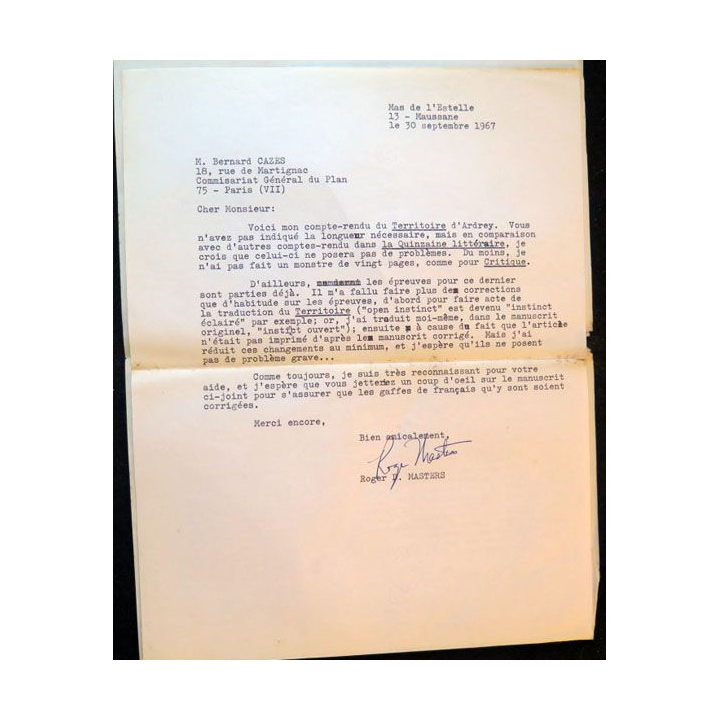 Mas de l'Estelle
13 - Maussane
le 30 septembre 1967
M. Bernard CAZES
18, rue de Martignac
Commisariat Général du Plan
75 - Paris (VII)
Cher Monsieur:
Voici mon compte-rendu du Territoire d'Ardrey. Vous
n'avez pas indiqué la longueur nécessaire, mais en comparaison
avec d'autres comptes-rendu dans la Quinzaine littéraire, je
crois que celui-ci ne posera pas de problèmes. Du moins, je
n'ai pas fait un monstre de vingt pages, comme pour Critique.
D'ailleurs, les épreuves pour ce dernier
sont parties déjà. Il m'a fallu faire plus de corrections
que d'habitude sur les épreuves, d'abord pour faire acte de
la traduction du Territoire ("open instinct" est devenu "instinct
éclairé" par exemple; or, j'ai traduit moi-même, dans le manuscrit
originel, "instinct ouvert"); ensuite à cause du fait que l'article
n'était pas imprimé d'après le manuscrit corrigé. Mais j'ai
réduit ces changements au minimum, et j'espère qu'ils ne posent
pas de problème grave...
Comme toujours, je suis très reconnaissant pour votre
aide, et j'espère que vous jetteriez un coup d'oeil sur le manuscrit
ci-joint pour s'assurer que les gaffes de français qu'y sont soient
corrigées.
Merci encore,
Bien amicalement,
Roger Masters
Roger D. MASTERS